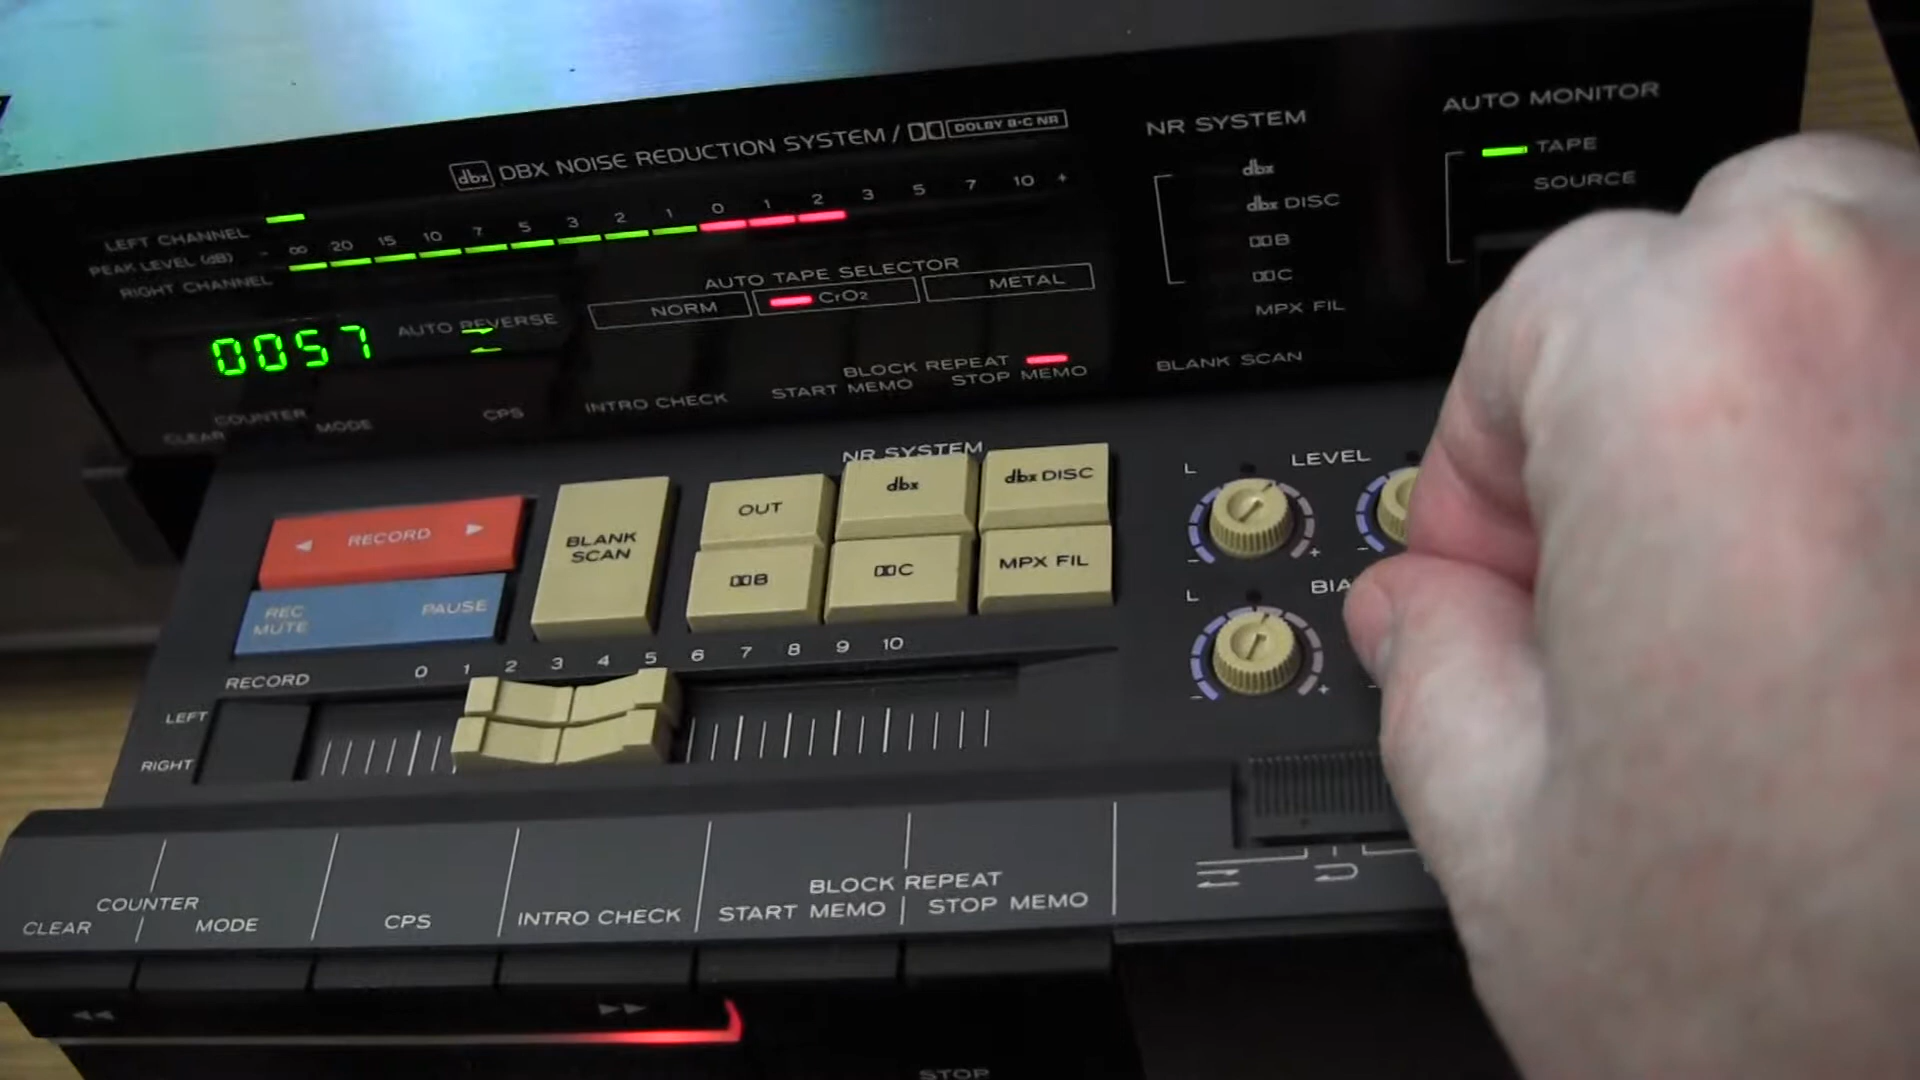 dbx DBX NOISE REDUCTION SYSTEM / DOLBY B-C NR
NR SYSTEM
AUTO MONITOR
dbx
dbx DISC
B
C
MPX FIL
BLANK SCAN
TAPE
SOURCE
LEFT CHANNEL
PEAK LEVEL (dB)
RIGHT CHANNEL
- ∞ 20 15 10 7 5 3 2 1 0 1 2 3 5 7 10 +
AUTO TAPE SELECTOR
NORM CrO2 METAL
0057
AUTO REVERSE
BLOCK REPEAT
START MEMO STOP MEMO
COUNTER
CLEAR MODE CPS INTRO CHECK
NR SYSTEM
RECORD
REC MUTE
PAUSE
BLANK
SCAN
OUT
dbx
dbx DISC
B
C
MPX FIL
L LEVEL
- +
-
L BIA
- +
-
RECORD
0 1 2 3 4 5 6 7 8 9 10
LEFT
RIGHT
COUNTER
CLEAR MODE
CPS
INTRO CHECK
BLOCK REPEAT
START MEMO STOP MEMO
STOP